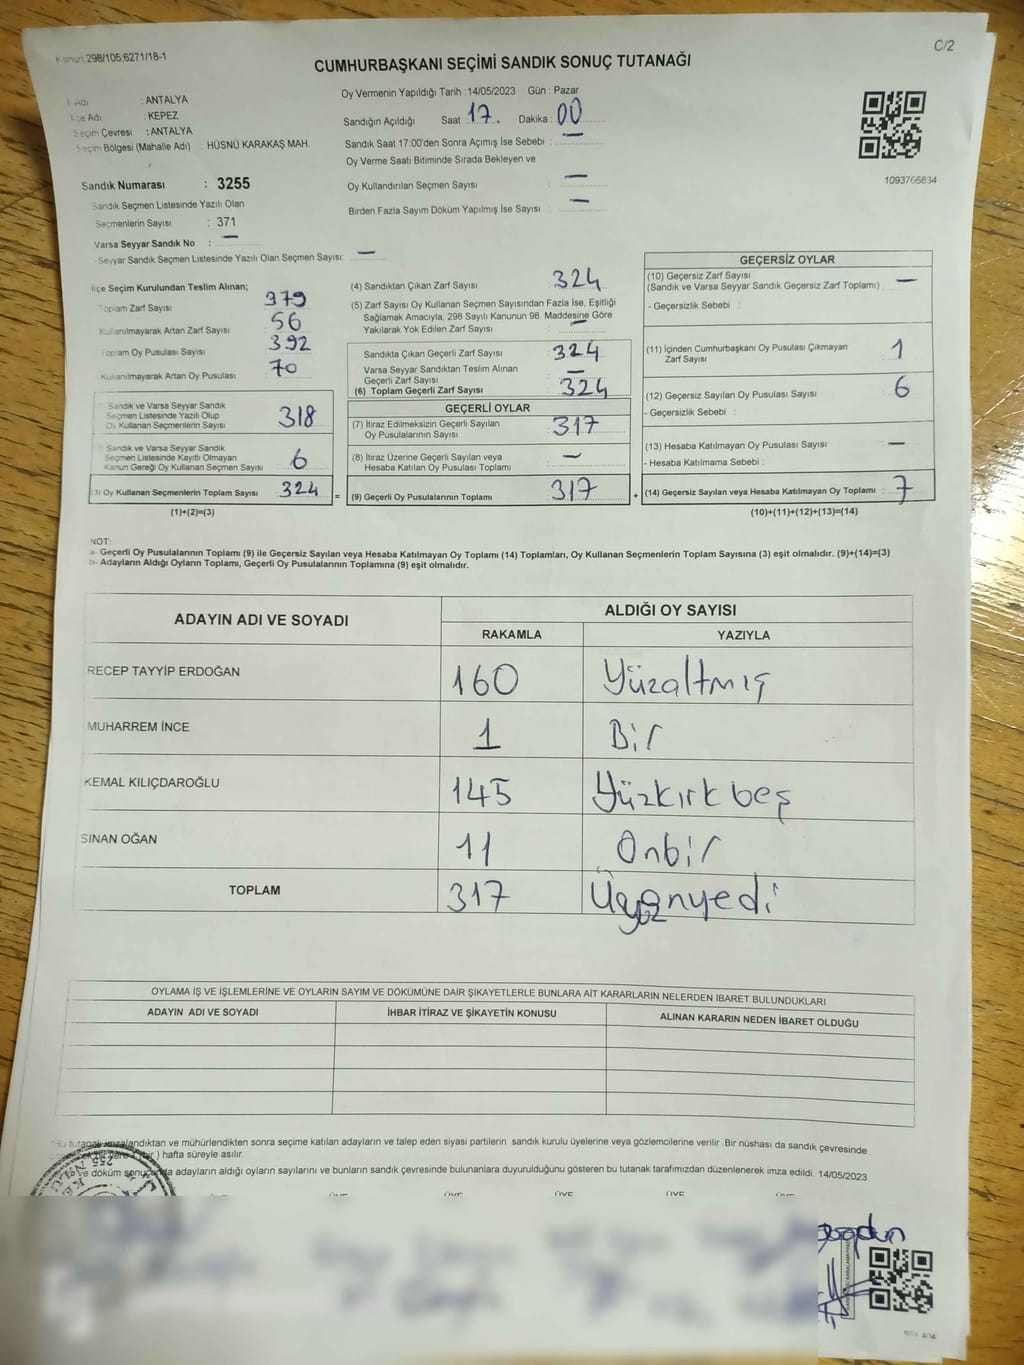 Kanun:298/105,6271/18-1
C/2
CUMHURBAŞKANI SEÇİMİ SANDIK SONUÇ TUTANAĞI
Oy Vermenin Yapıldığı Tarih :14/05/2023 Gün : Pazar
İl Adı : ANTALYA
İlçe Adı : KEPEZ
Seçim Çevresi : ANTALYA
Seçim Bölgesi (Mahalle Adı) : HÜSNÜ KARAKAŞ MAH.
Sandığın Açıldığı Saat 17. Dakika : 00
Sandık Saat 17:00'den Sonra Açımış İse Sebebi : —
Oy Verme Saati Bitiminde Sırada Bekleyen ve
Oy Kullandırılan Seçmen Sayısı : —
Birden Fazla Sayım Döküm Yapılmış İse Sayısı : —
1093766834
Sandık Numarası : 3255
Sandık Seçmen Listesinde Yazılı Olan
Seçmenlerin Sayısı : 371
Varsa Seyyar Sandık No : —
- Seyyar Sandık Seçmen Listesinde Yazılı Olan Seçmen Sayısı: —
İlçe Seçim Kurulundan Teslim Alınan;
Toplam Zarf Sayısı 379
Kullanılmayarak Artan Zarf Sayısı 56
Toplam Oy Pusulası Sayısı 392
Kullanılmayarak Artan Oy Pusulası 70
Sandık ve Varsa Seyyar Sandık
Seçmen Listesinde Yazılı Olup
Oy Kullanan Seçmenlerin Sayısı 318
Sandık ve Varsa Seyyar Sandık
Seçmen Listesinde Kayıtlı Olmayan
Kanun Gereği Oy Kullanan Seçmen Sayısı 6
(3) Oy Kullanan Seçmenlerin Toplam Sayısı 324 =
(1)+(2)=(3)
(4) Sandıktan Çıkan Zarf Sayısı 324
(5) Zarf Sayısı Oy Kullanan Seçmen Sayısından Fazla İse, Eşitliği
Sağlamak Amacıyla, 298 Sayılı Kanunun 98. Maddesine Göre
Yakılarak Yok Edilen Zarf Sayısı : —
Sandıkta Çıkan Geçerli Zarf Sayısı 324
Varsa Seyyar Sandıktan Teslim Alınan
Geçerli Zarf Sayısı —
(6) Toplam Geçerli Zarf Sayısı 324
GEÇERLİ OYLAR
(7) İtiraz Edilmeksizin Geçerli Sayılan
Oy Pusulalarının Sayısı : 317
(8) İtiraz Üzerine Geçerli Sayılan veya
Hesaba Katılan Oy Pusulası Toplamı : —
(9) Geçerli Oy Pusulalarının Toplamı 317 +
GEÇERSİZ OYLAR
(10) Geçersiz Zarf Sayısı
(Sandık ve Varsa Seyyar Sandık Geçersiz Zarf Toplamı) : —
- Geçersizlik Sebebi :
(11) İçinden Cumhurbaşkanı Oy Pusulası Çıkmayan
Zarf Sayısı : 1
(12) Geçersiz Sayılan Oy Pusulası Sayısı : 6
- Geçersizlik Sebebi :
(13) Hesaba Katılmayan Oy Pusulası Sayısı : —
- Hesaba Katılmama Sebebi :
(14) Geçersiz Sayılan veya Hesaba Katılmayan Oy Toplamı : 7
(10)+(11)+(12)+(13)=(14)
NOT:
a- Geçerli Oy Pusulalarının Toplamı (9) ile Geçersiz Sayılan veya Hesaba Katılmayan Oy Toplamı (14) Toplamları, Oy Kullanan Seçmenlerin Toplam Sayısına (3) eşit olmalıdır. (9)+(14)=(3)
b- Adayların Aldığı Oyların Toplamı, Geçerli Oy Pusulalarının Toplamına (9) eşit olmalıdır.
ADAYIN ADI VE SOYADI ALDIĞI OY SAYISI
RAKAMLA YAZIYLA
RECEP TAYYİP ERDOĞAN 160 Yüzaltmış
MUHARREM İNCE 1 Bir
KEMAL KILIÇDAROĞLU 145 Yüzkırk beş
SİNAN OĞAN 11 Onbir
TOPLAM 317 Üçyüzonyedi
OYLAMA İŞ VE İŞLEMLERİNE VE OYLARIN SAYIM VE DÖKÜMÜNE DAİR ŞİKAYETLERLE BUNLARA AİT KARARLARIN NELERDEN İBARET BULUNDUKLARI
ADAYIN ADI VE SOYADI İHBAR İTİRAZ VE ŞİKAYETİN KONUSU ALINAN KARARIN NEDEN İBARET OLDUĞU
Bu tutanak imzalandıktan ve mühürlendikten sonra seçime katılan adayların ve talep eden siyasi partilerin sandık kurulu üyelerine veya gözlemcilerine verilir. Bir nüshası da sandık çevresinde
) hafta süreyle asılır.
ve döküm sonucunda adayların aldığı oyların sayılarını ve bunların sandık çevresinde bulunanlara duyurulduğunu gösteren bu tutanak tarafımızdan düzenlenerek imza edildi. 14/05/2023
ÜYE ÜYE ÜYE ÜYE ÜYE